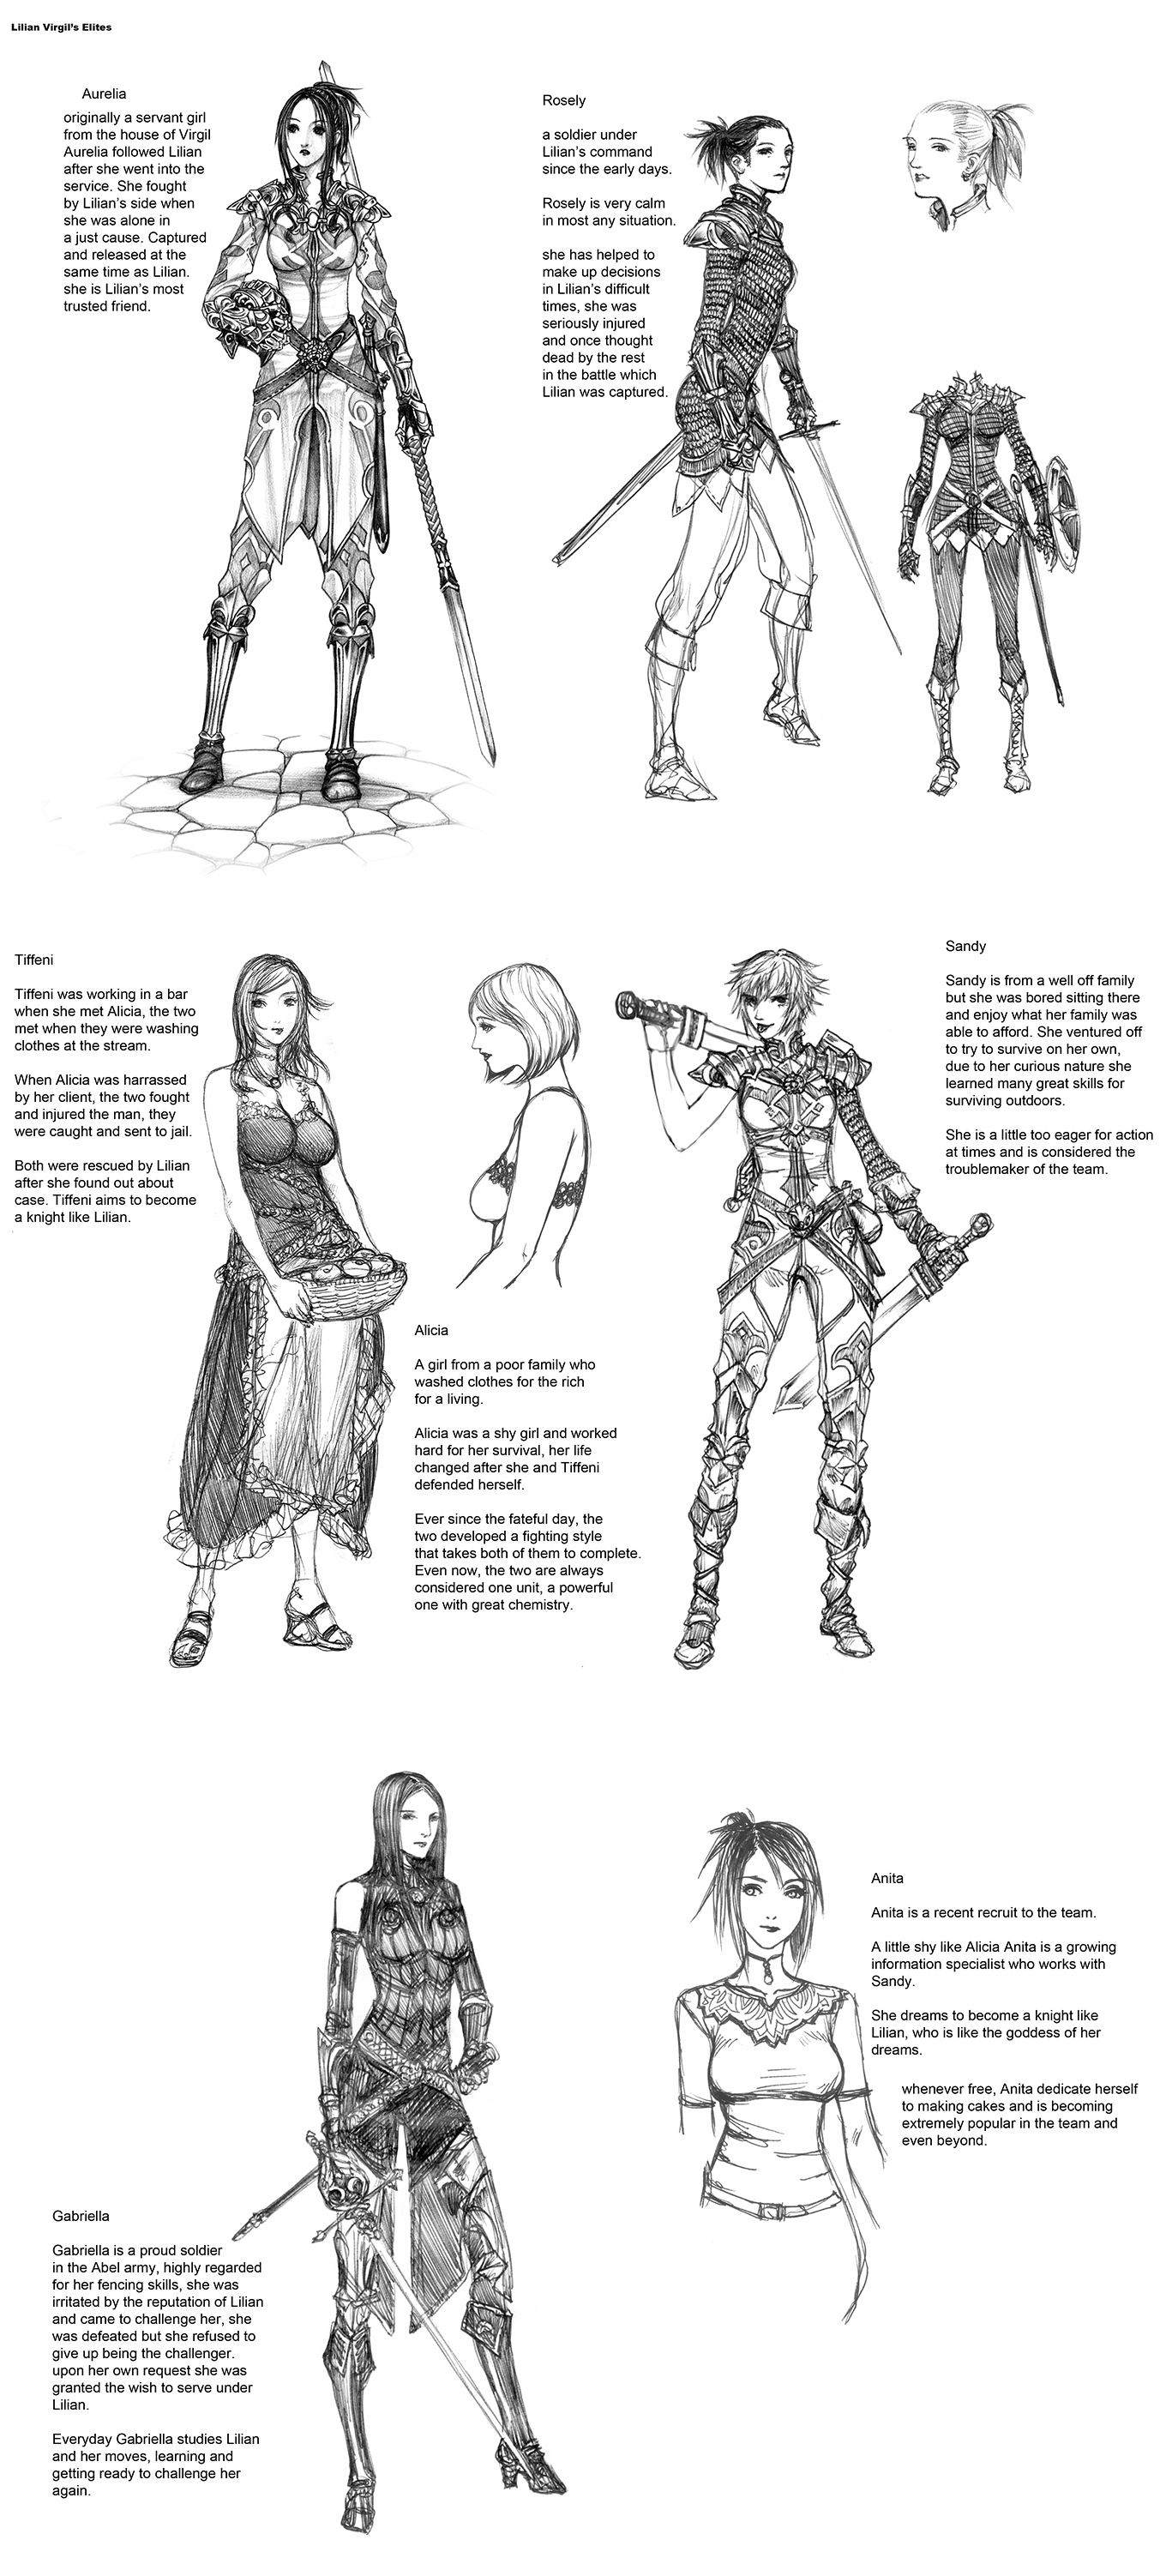 Lilian Virgil's Elites
Aurelia
originally a servant girl
from the house of Virgil
Aurelia followed Lilian
after she went into the
service. She fought
by Lilian's side when
she was alone in
a just cause. Captured
and released at the
same time as Lilian.
she is Lilian's most
trusted friend.
Rosely
a soldier under
Lilian's command
since the early days.
Rosely is very calm
in most any situation.
she has helped to
make up decisions
in Lilian's difficult
times, she was
seriously injured
and once thought
dead by the rest
in the battle which
Lilian was captured.
Tiffeni
Tiffeni was working in a bar
when she met Alicia, the two
met when they were washing
clothes at the stream.
When Alicia was harrassed
by her client, the two fought
and injured the man, they
were caught and sent to jail.
Both were rescued by Lilian
after she found out about
case. Tiffeni aims to become
a knight like Lilian.
Alicia
A girl from a poor family who
washed clothes for the rich
for a living.
Alicia was a shy girl and worked
hard for her survival, her life
changed after she and Tiffeni
defended herself.
Ever since the fateful day, the
two developed a fighting style
that takes both of them to complete.
Even now, the two are always
considered one unit, a powerful
one with great chemistry.
Sandy
Sandy is from a well off family
but she was bored sitting there
and enjoy what her family was
able to afford. She ventured off
to try to survive on her own,
due to her curious nature she
learned many great skills for
surviving outdoors.
She is a little too eager for action
at times and is considered the
troublemaker of the team.
Gabriella
Gabriella is a proud soldier
in the Abel army, highly regarded
for her fencing skills, she was
irritated by the reputation of Lilian
and came to challenge her, she
was defeated but she refused to
give up being the challenger.
upon her own request she was
granted the wish to serve under
Lilian.
Everyday Gabriella studies Lilian
and her moves, learning and
getting ready to challenge her
again.
Anita
Anita is a recent recruit to the team.
A little shy like Alicia Anita is a growing
information specialist who works with
Sandy.
She dreams to become a knight like
Lilian, who is like the goddess of her
dreams.
whenever free, Anita dedicate herself
to making cakes and is becoming
extremely popular in the team and
even beyond.